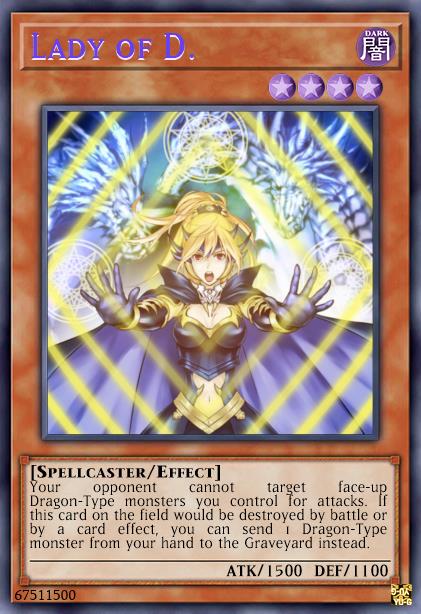 LADY OF D.
DARK
闇
[SPELLCASTER/EFFECT]
Your opponent cannot target face-up
Dragon-Type monsters you control for attacks. If
this card on the field would be destroyed by battle or
by a card effect, you can send 1 Dragon-Type
monster from your hand to the Graveyard instead.
ATK/1500 DEF/1100
67511500